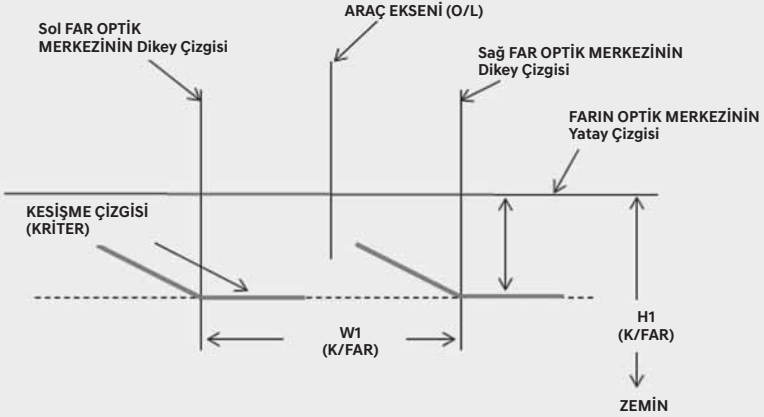 ARAÇ EKSENİ (O/L)
Sol FAR OPTİK
MERKEZİNİN Dikey Çizgisi
Sağ FAR OPTİK MERKEZİNİN
Dikey Çizgisi
FARIN OPTİK MERKEZİNİN
Yatay Çizgisi
KESİŞME ÇİZGİSİ
(KRİTER)
W1
(K/FAR)
H1
(K/FAR)
ZEMİN